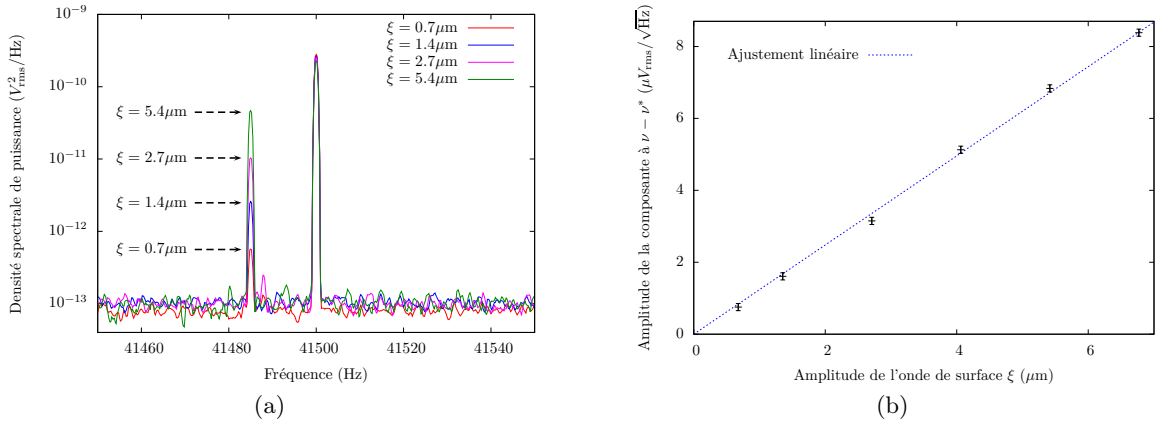 Densité spectrale de puissance (V²rms/Hz)
10⁻⁹
10⁻¹⁰
10⁻¹¹
10⁻¹²
10⁻¹³
ξ = 0.7μm
ξ = 1.4μm
ξ = 2.7μm
ξ = 5.4μm
ξ = 5.4μm
ξ = 2.7μm
ξ = 1.4μm
ξ = 0.7μm
41460
41480
41500
41520
41540
Fréquence (Hz)
(a)
Amplitude de la composante à ν − ν* (μVrms/√Hz)
8
6
4
2
0
Ajustement linéaire
0
2
4
6
Amplitude de l'onde de surface ξ (μm)
(b)